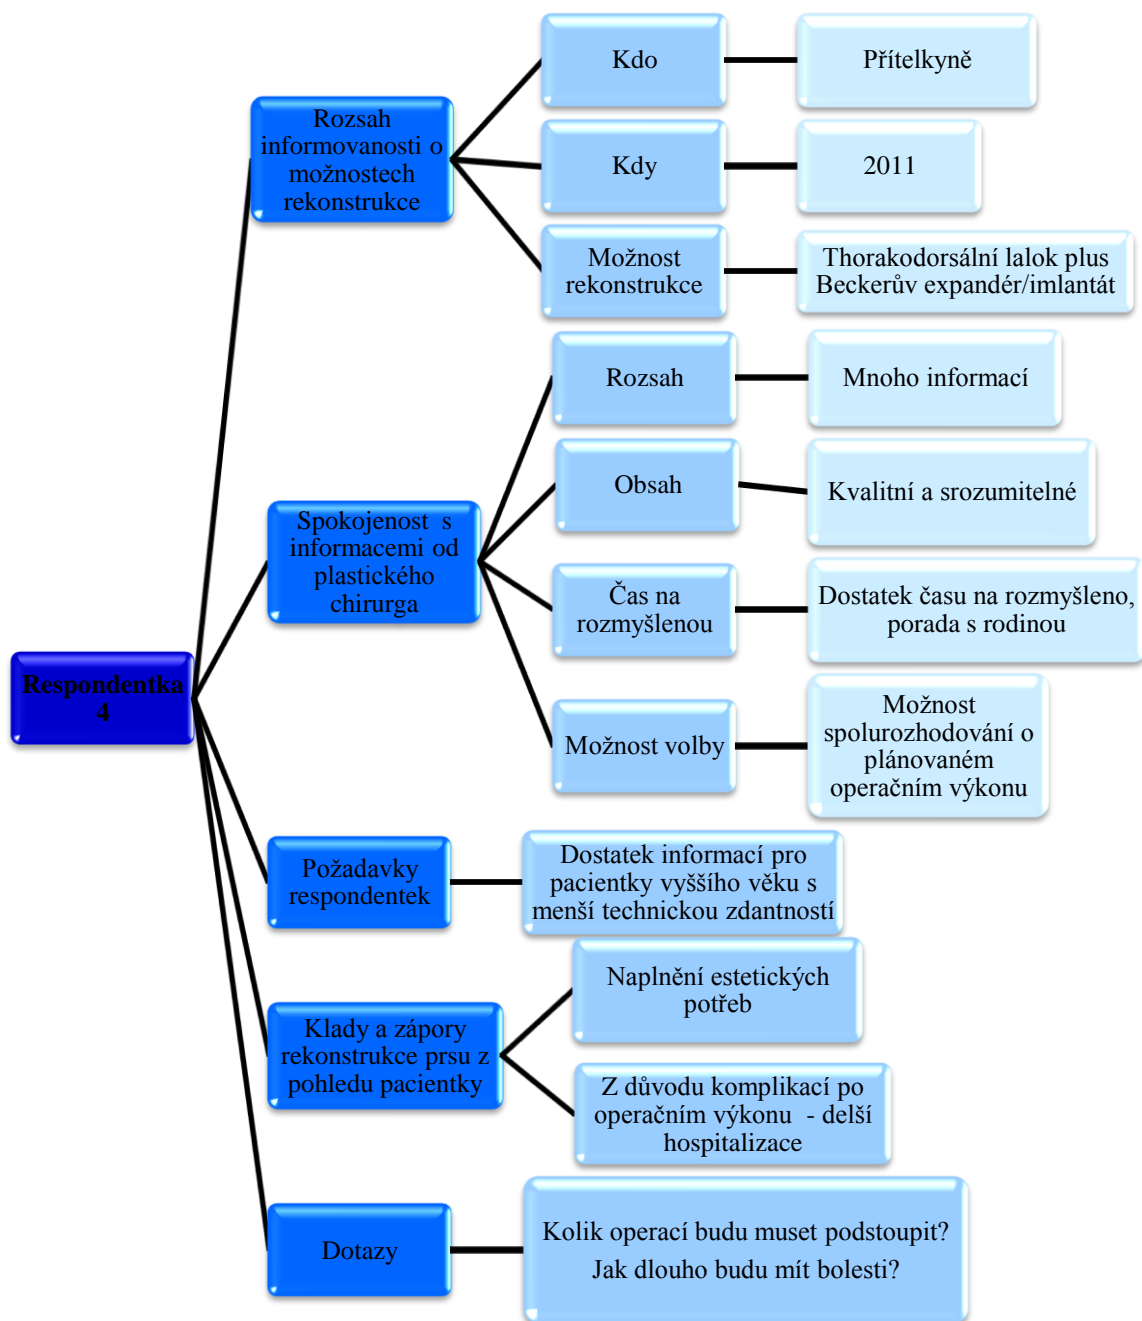 Respondentka
4
Rozsah
informovanosti o
možnostech
rekonstrukce
Kdo
Přítelkyně
Kdy
2011
Možnost
rekonstrukce
Thorakodorsální lalok plus
Beckerův expandér/imlantát
Spokojenost s
informacemi od
plastického
chirurga
Rozsah
Mnoho informací
Obsah
Kvalitní a srozumitelné
Čas na
rozmyšlenou
Dostatek času na rozmyšleno,
porada s rodinou
Možnost volby
Možnost
spolurozhodování o
plánovaném
operačním výkonu
Požadavky
respondentek
Dostatek informací pro
pacientky vyššího věku s
menší technickou zdantností
Klady a zápory
rekonstrukce prsu z
pohledu pacientky
Naplnění estetických
potřeb
Z důvodu komplikací po
operačním výkonu - delší
hospitalizace
Dotazy
Kolik operací budu muset podstoupit?
Jak dlouho budu mít bolesti?